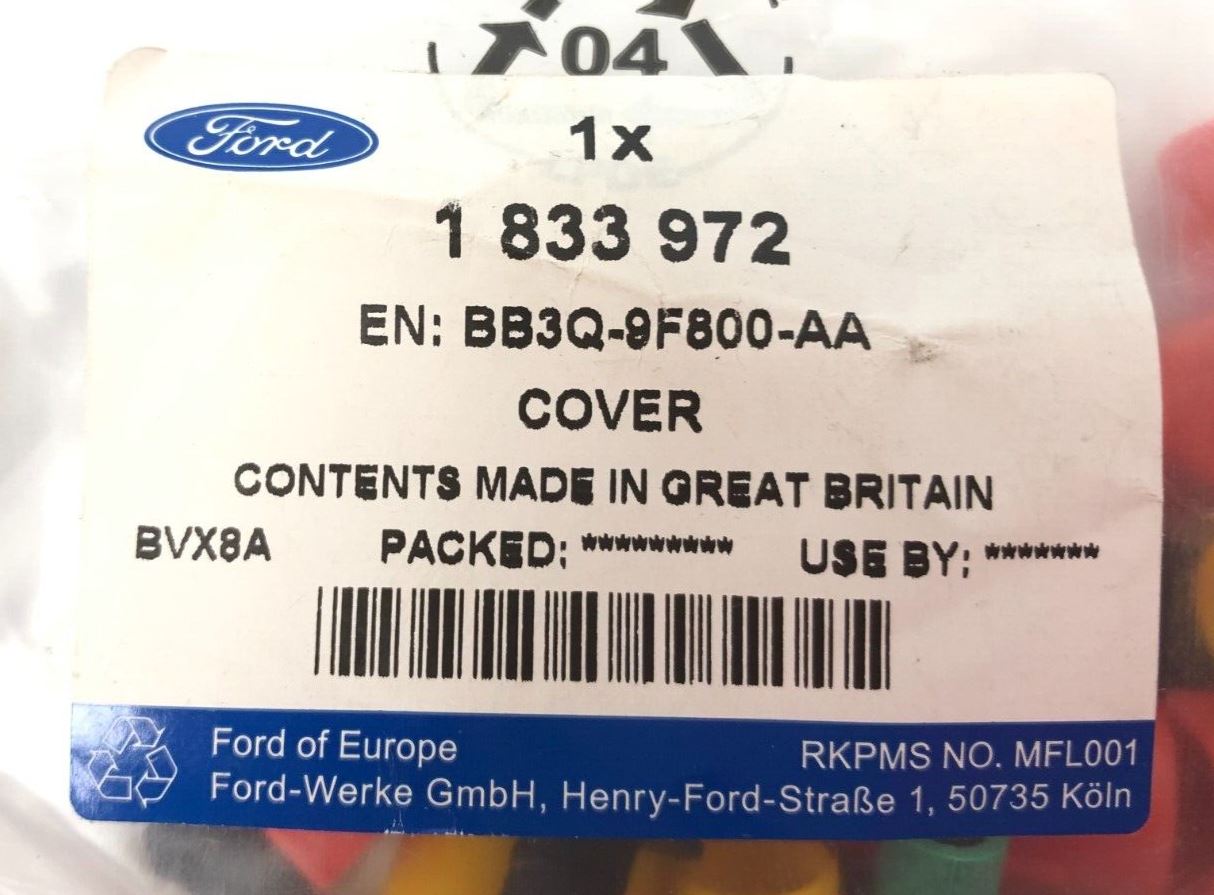 04
Ford
1x
1 833 972
EN: BB3Q-9F800-AA
COVER
CONTENTS MADE IN GREAT BRITAIN
BVX8A PACKED: ********* USE BY: *******
Ford of Europe RKPMS NO. MFL001
Ford-Werke GmbH, Henry-Ford-Straße 1, 50735 Köln